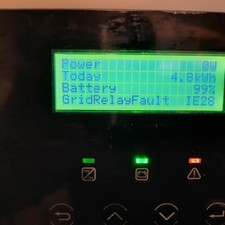 Power 0W
Today 4.8kWh
Battery 99%
GridRelayFault IE28